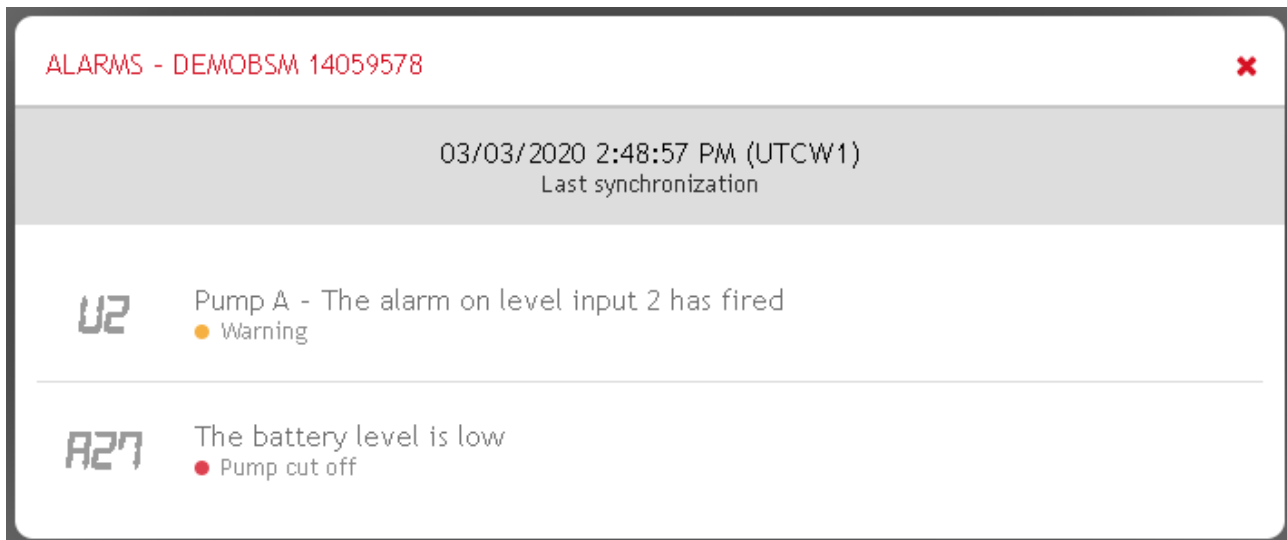 ALARMS - DEMOBSM 14059578
03/03/2020 2:48:57 PM (UTCW1)
Last synchronization
U2
Pump A - The alarm on level input 2 has fired
Warning
A27
The battery level is low
Pump cut off